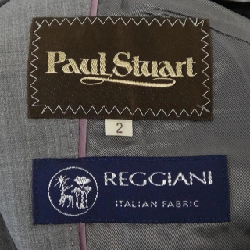 Paul Stuart
2
REGGIANI
ITALIAN FABRIC